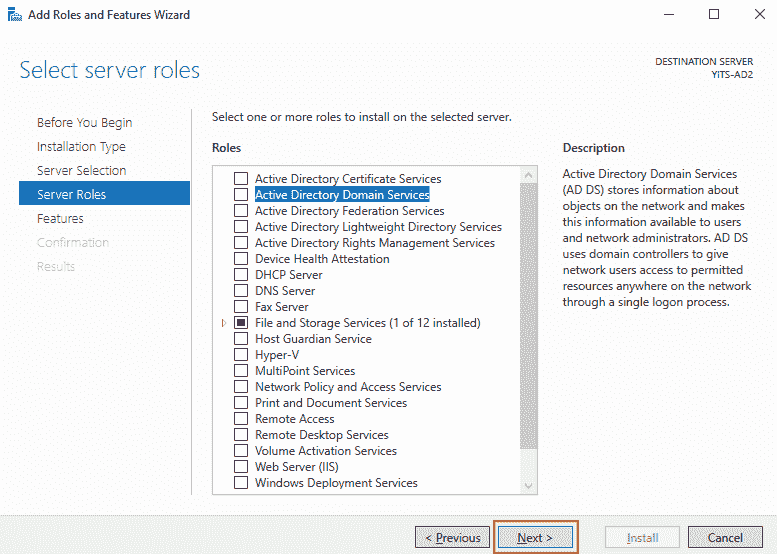 Add Roles and Features Wizard
Select server roles
DESTINATION SERVER
YiTS-AD2
Before You Begin
Installation Type
Server Selection
Server Roles
Features
Confirmation
Results
Select one or more roles to install on the selected server.
Roles
Active Directory Certificate Services
Active Directory Domain Services
Active Directory Federation Services
Active Directory Lightweight Directory Services
Active Directory Rights Management Services
Device Health Attestation
DHCP Server
DNS Server
Fax Server
File and Storage Services (1 of 12 installed)
Host Guardian Service
Hyper-V
MultiPoint Services
Network Policy and Access Services
Print and Document Services
Remote Access
Remote Desktop Services
Volume Activation Services
Web Server (IIS)
Windows Deployment Services
Description
Active Directory Domain Services
(AD DS) stores information about
objects on the network and makes
this information available to users
and network administrators. AD DS
uses domain controllers to give
network users access to permitted
resources anywhere on the network
through a single logon process.
< Previous
Next >
Install
Cancel